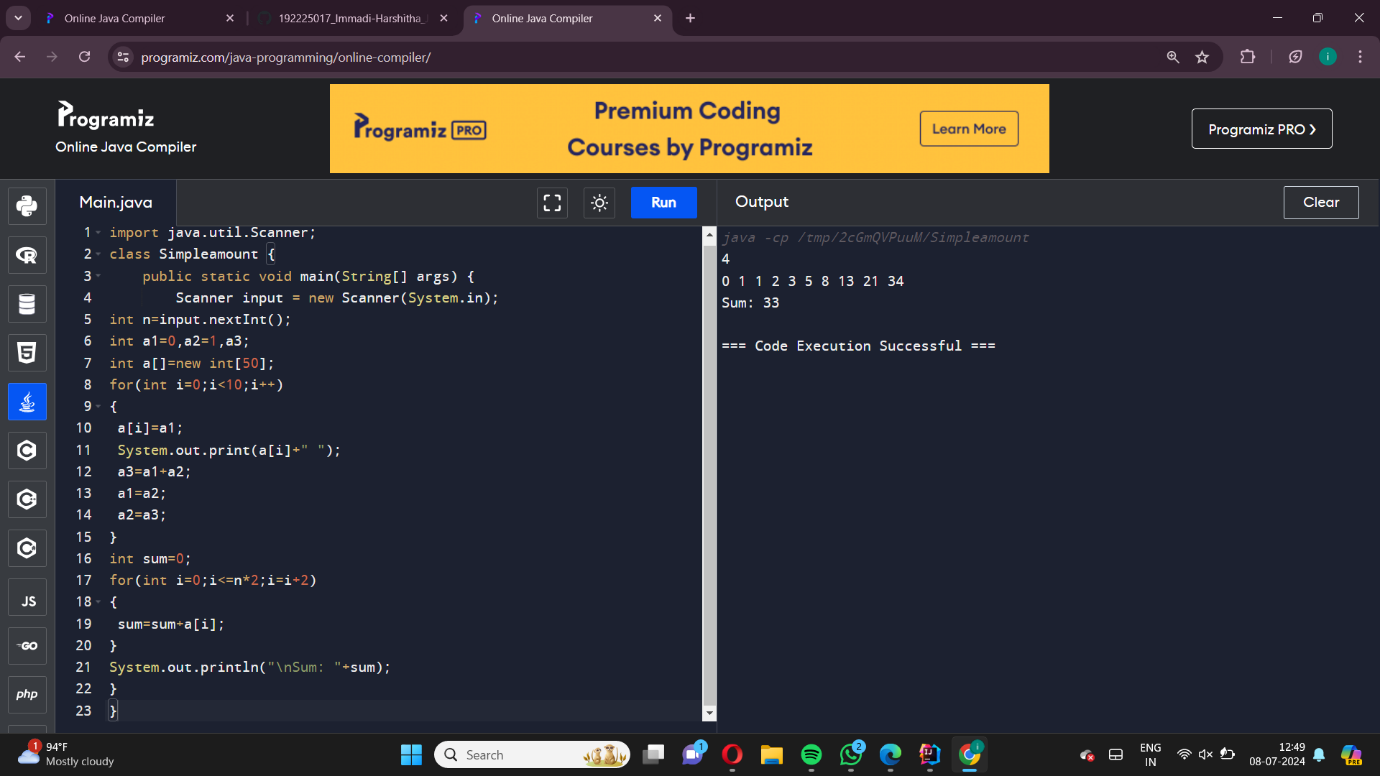 Online Java Compiler
192225017_Immadi-Harshitha_
Online Java Compiler
programiz.com/java-programming/online-compiler/
i
Programiz
Online Java Compiler
Programiz PRO
Premium Coding
Courses by Programiz
Learn More
Programiz PRO
Main.java
Run
Output
Clear
1 import java.util.Scanner;
2 class Simpleamount {
3 public static void main(String[] args) {
4 Scanner input = new Scanner(System.in);
5 int n=input.nextInt();
6 int a1=0,a2=1,a3;
7 int a[]=new int[50];
8 for(int i=0;i<10;i++)
9 {
10 a[i]=a1;
11 System.out.print(a[i]+" ");
12 a3=a1+a2;
13 a1=a2;
14 a2=a3;
15 }
16 int sum=0;
17 for(int i=0;i<=n*2;i=i+2)
18 {
19 sum=sum+a[i];
20 }
21 System.out.println("\nSum: "+sum);
22 }
23 }
java -cp /tmp/2cGmQVPuuM/Simpleamount
4
0 1 1 2 3 5 8 13 21 34
Sum: 33
=== Code Execution Successful ===
R
5
C
C
C
JS
GO
php
1
94°F
Mostly cloudy
Search
1
2
ENG
IN
12:49
08-07-2024
PRE